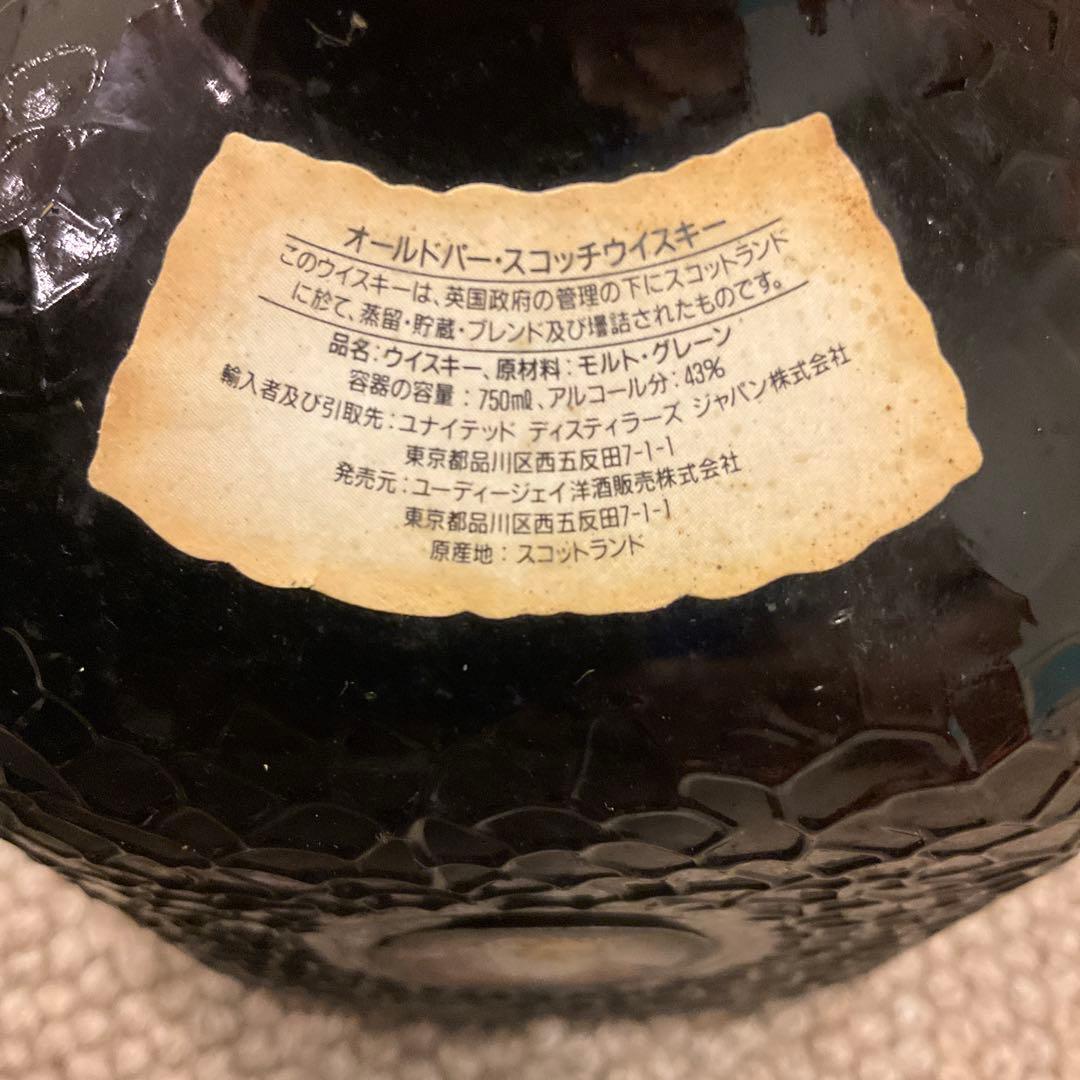 オールドパー・スコッチウイスキー
このウイスキーは、英国政府の管理の下にスコットランド
に於て、蒸留・貯蔵・ブレンド及び壜詰されたものです。
品名：ウイスキー、原材料：モルト・グレーン
容器の容量：750mℓ、アルコール分：43%
輸入者及び引取先：ユナイテッド ディスティラーズ ジャパン株式会社
東京都品川区西五反田7-1-1
発売元：ユーディージェイ洋酒販売株式会社
東京都品川区西五反田7-1-1
原産地：スコットランド